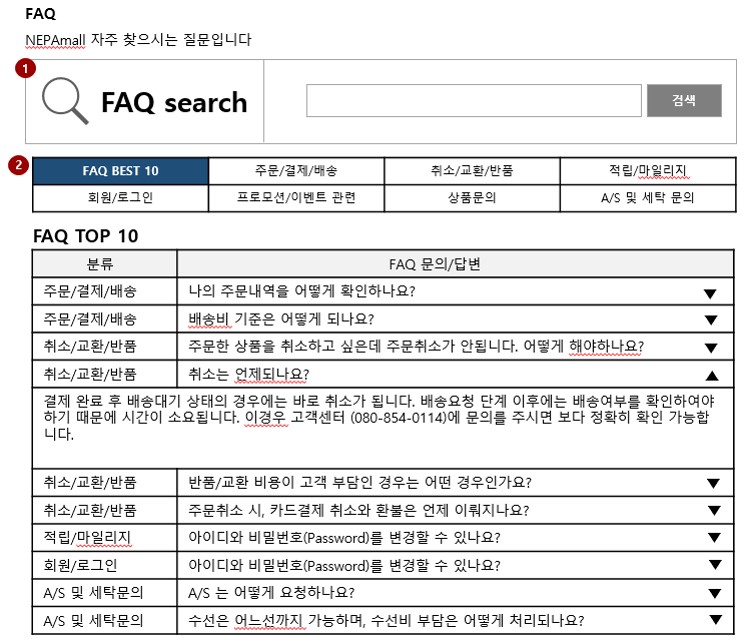 FAQ
NEPAmall 자주 찾으시는 질문입니다
1
FAQ search
검색
2
FAQ BEST 10 주문/결제/배송 취소/교환/반품 적립/마일리지
회원/로그인 프로모션/이벤트 관련 상품문의 A/S 및 세탁 문의
FAQ TOP 10
분류 FAQ 문의/답변
주문/결제/배송 나의 주문내역을 어떻게 확인하나요? ▼
주문/결제/배송 배송비 기준은 어떻게 되나요? ▼
취소/교환/반품 주문한 상품을 취소하고 싶은데 주문취소가 안됩니다. 어떻게 해야하나요? ▼
취소/교환/반품 취소는 언제되나요? ▲
결제 완료 후 배송대기 상태의 경우에는 바로 취소가 됩니다. 배송요청 단계 이후에는 배송여부를 확인하여야
하기 때문에 시간이 소요됩니다. 이경우 고객센터 (080-854-0114)에 문의를 주시면 보다 정확히 확인 가능합
니다.
취소/교환/반품 반품/교환 비용이 고객 부담인 경우는 어떤 경우인가요? ▼
취소/교환/반품 주문취소 시, 카드결제 취소와 환불은 언제 이뤄지나요? ▼
적립/마일리지 아이디와 비밀번호(Password)를 변경할 수 있나요? ▼
회원/로그인 아이디와 비밀번호(Password)를 변경할 수 있나요? ▼
A/S 및 세탁문의 A/S 는 어떻게 요청하나요? ▼
A/S 및 세탁문의 수선은 어느선까지 가능하며, 수선비 부담은 어떻게 처리되나요? ▼